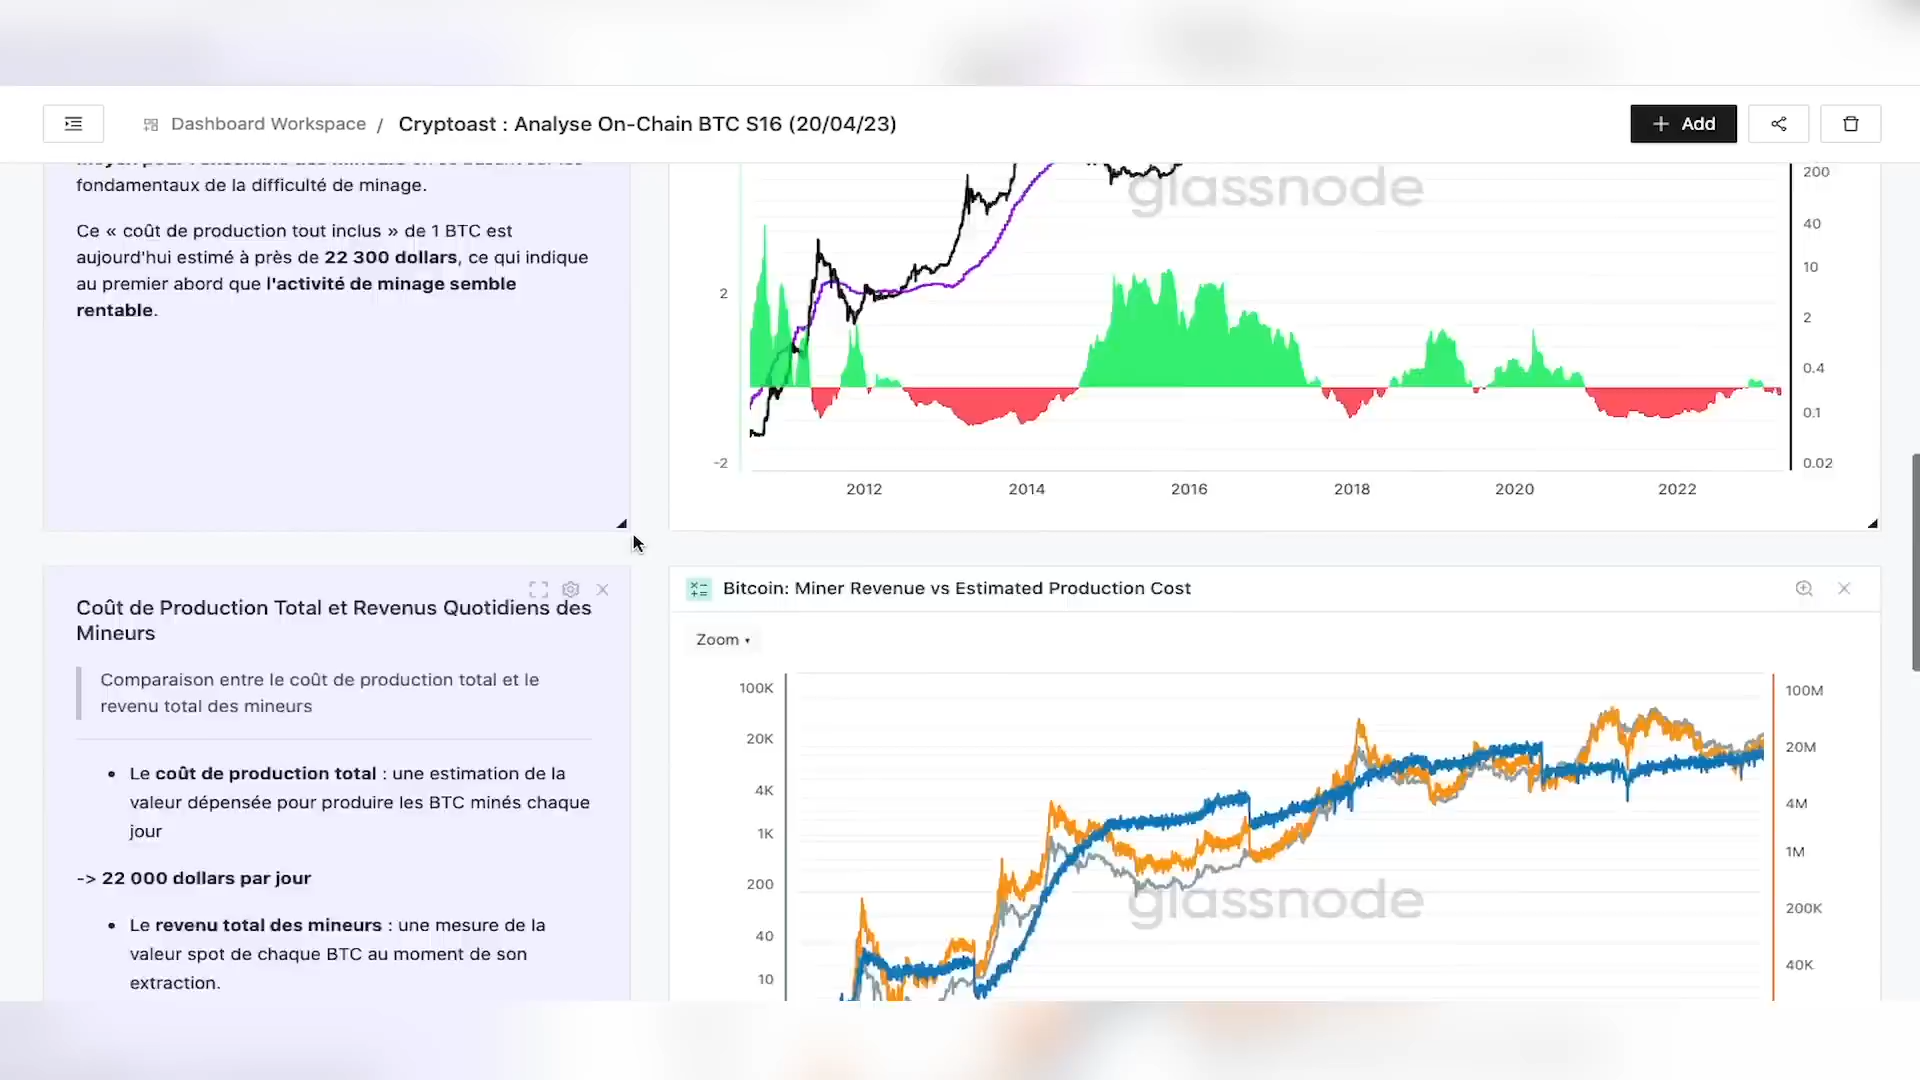 Dashboard Workspace / Cryptoast : Analyse On-Chain BTC S16 (20/04/23)
+ Add
fondamentaux de la difficulté de minage.
Ce « coût de production tout inclus » de 1 BTC est
aujourd'hui estimé à près de 22 300 dollars, ce qui indique
au premier abord que l'activité de minage semble
rentable.
glassnode
2
-2
200
40
10
2
0.4
0.1
0.02
2012 2014 2016 2018 2020 2022
Coût de Production Total et Revenus Quotidiens des
Mineurs
Comparaison entre le coût de production total et le
revenu total des mineurs
• Le coût de production total : une estimation de la
valeur dépensée pour produire les BTC minés chaque
jour
-> 22 000 dollars par jour
• Le revenu total des mineurs : une mesure de la
valeur spot de chaque BTC au moment de son
extraction.
Bitcoin: Miner Revenue vs Estimated Production Cost
Zoom
100K
20K
4K
1K
200
40
10
glassnode
100M
20M
4M
1M
200K
40K